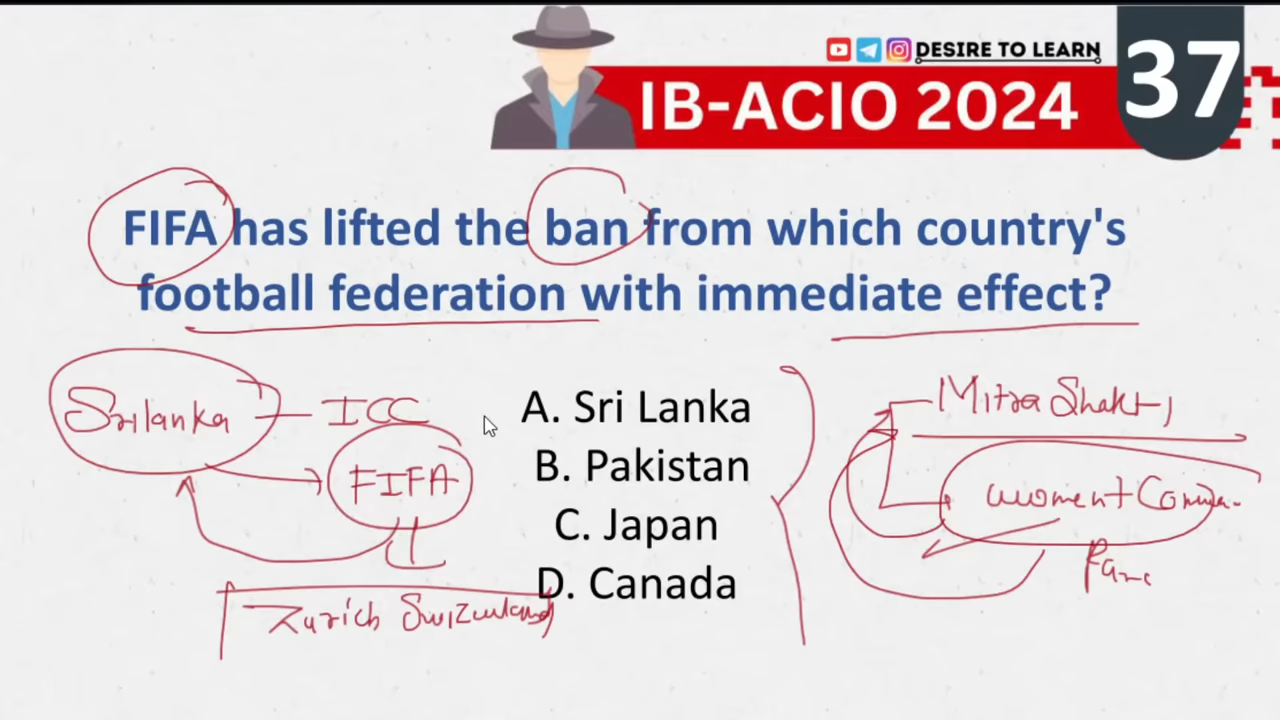 DESIRE TO LEARN
37
IB-ACIO 2024
FIFA has lifted the ban from which country's
football federation with immediate effect?
Srilanka
ICC
FIFA
Zurich
A. Sri Lanka
B. Pakistan
C. Japan
D. Canada
Mitra Shakti